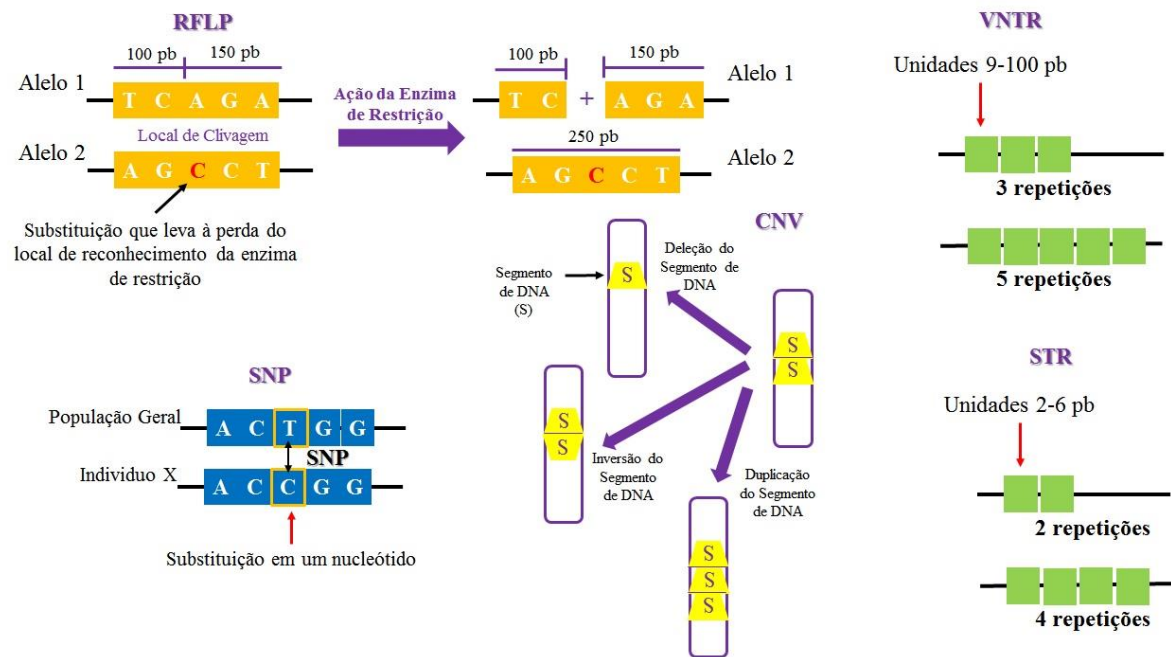 RFLP
100 pb 150 pb
Alelo 1
T C A G A
Local de Clivagem
Alelo 2
A G C C T
Substituição que leva à perda do
local de reconhecimento da enzima
de restrição
Ação da Enzima
de Restrição
100 pb 150 pb
T C + A G A
Alelo 1
250 pb
A G C C T
Alelo 2
SNP
População Geral
A C T G G
SNP
Individuo X
A C C G G
Substituição em um nucleótido
CNV
Segmento
de DNA
(S)
S
Deleção do
Segmento de
DNA
S
S
S
S
Inversão do
Segmento
de DNA
Duplicação
do Segmento
de DNA
S
S
S
VNTR
Unidades 9-100 pb
3 repetições
5 repetições
STR
Unidades 2-6 pb
2 repetições
4 repetições